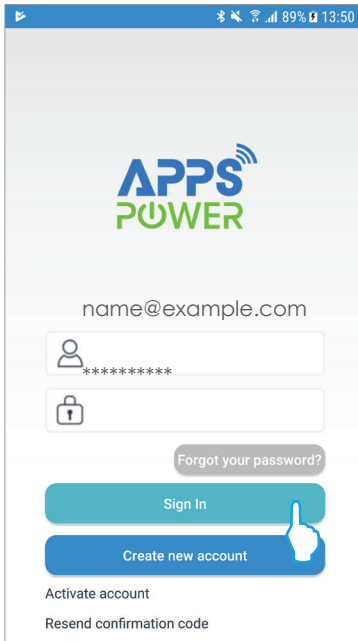 89% 13:50
APPS
POWER
name@example.com
**********
Forgot your password?
Sign In
Create new account
Activate account
Resend confirmation code